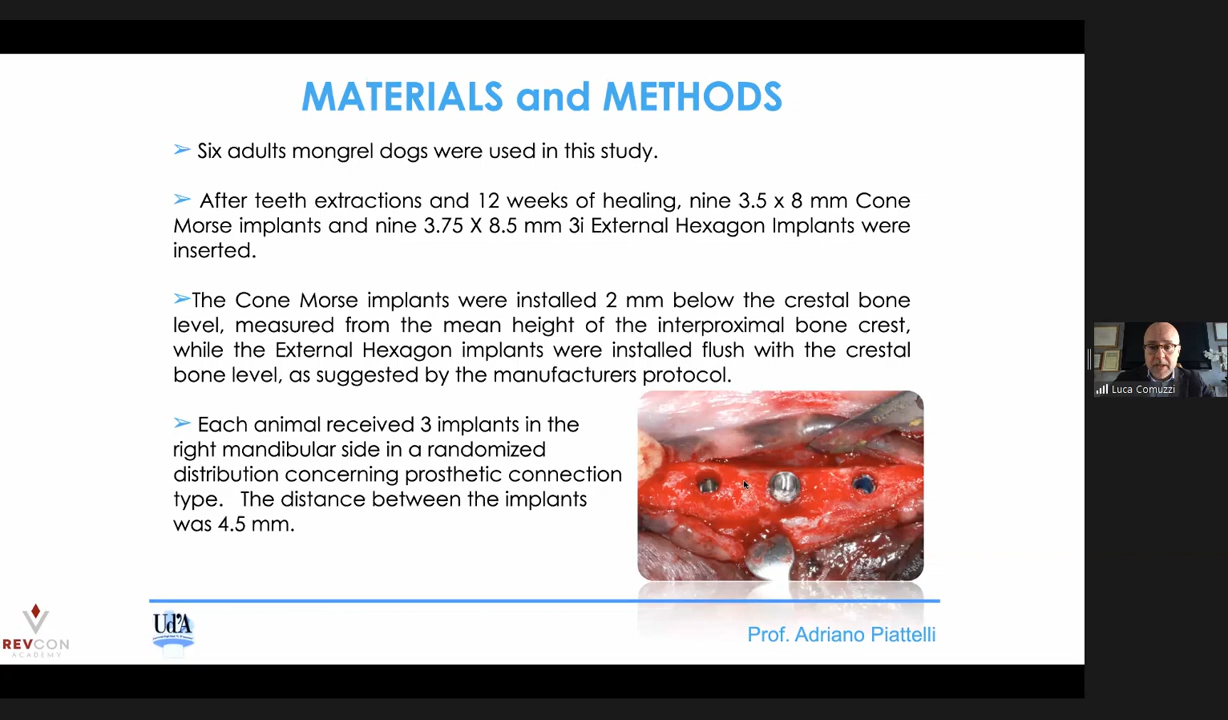 MATERIALS and METHODS
➢ Six adults mongrel dogs were used in this study.
➢ After teeth extractions and 12 weeks of healing, nine 3.5 x 8 mm Cone
Morse implants and nine 3.75 X 8.5 mm 3i External Hexagon Implants were
inserted.
➢The Cone Morse implants were installed 2 mm below the crestal bone
level, measured from the mean height of the interproximal bone crest,
while the External Hexagon implants were installed flush with the crestal
bone level, as suggested by the manufacturers protocol.
➢ Each animal received 3 implants in the
right mandibular side in a randomized
distribution concerning prosthetic connection
type. The distance between the implants
was 4.5 mm.
Luca Comuzzi
REVCON
ACADEMY
Ud'A
Prof. Adriano Piattelli